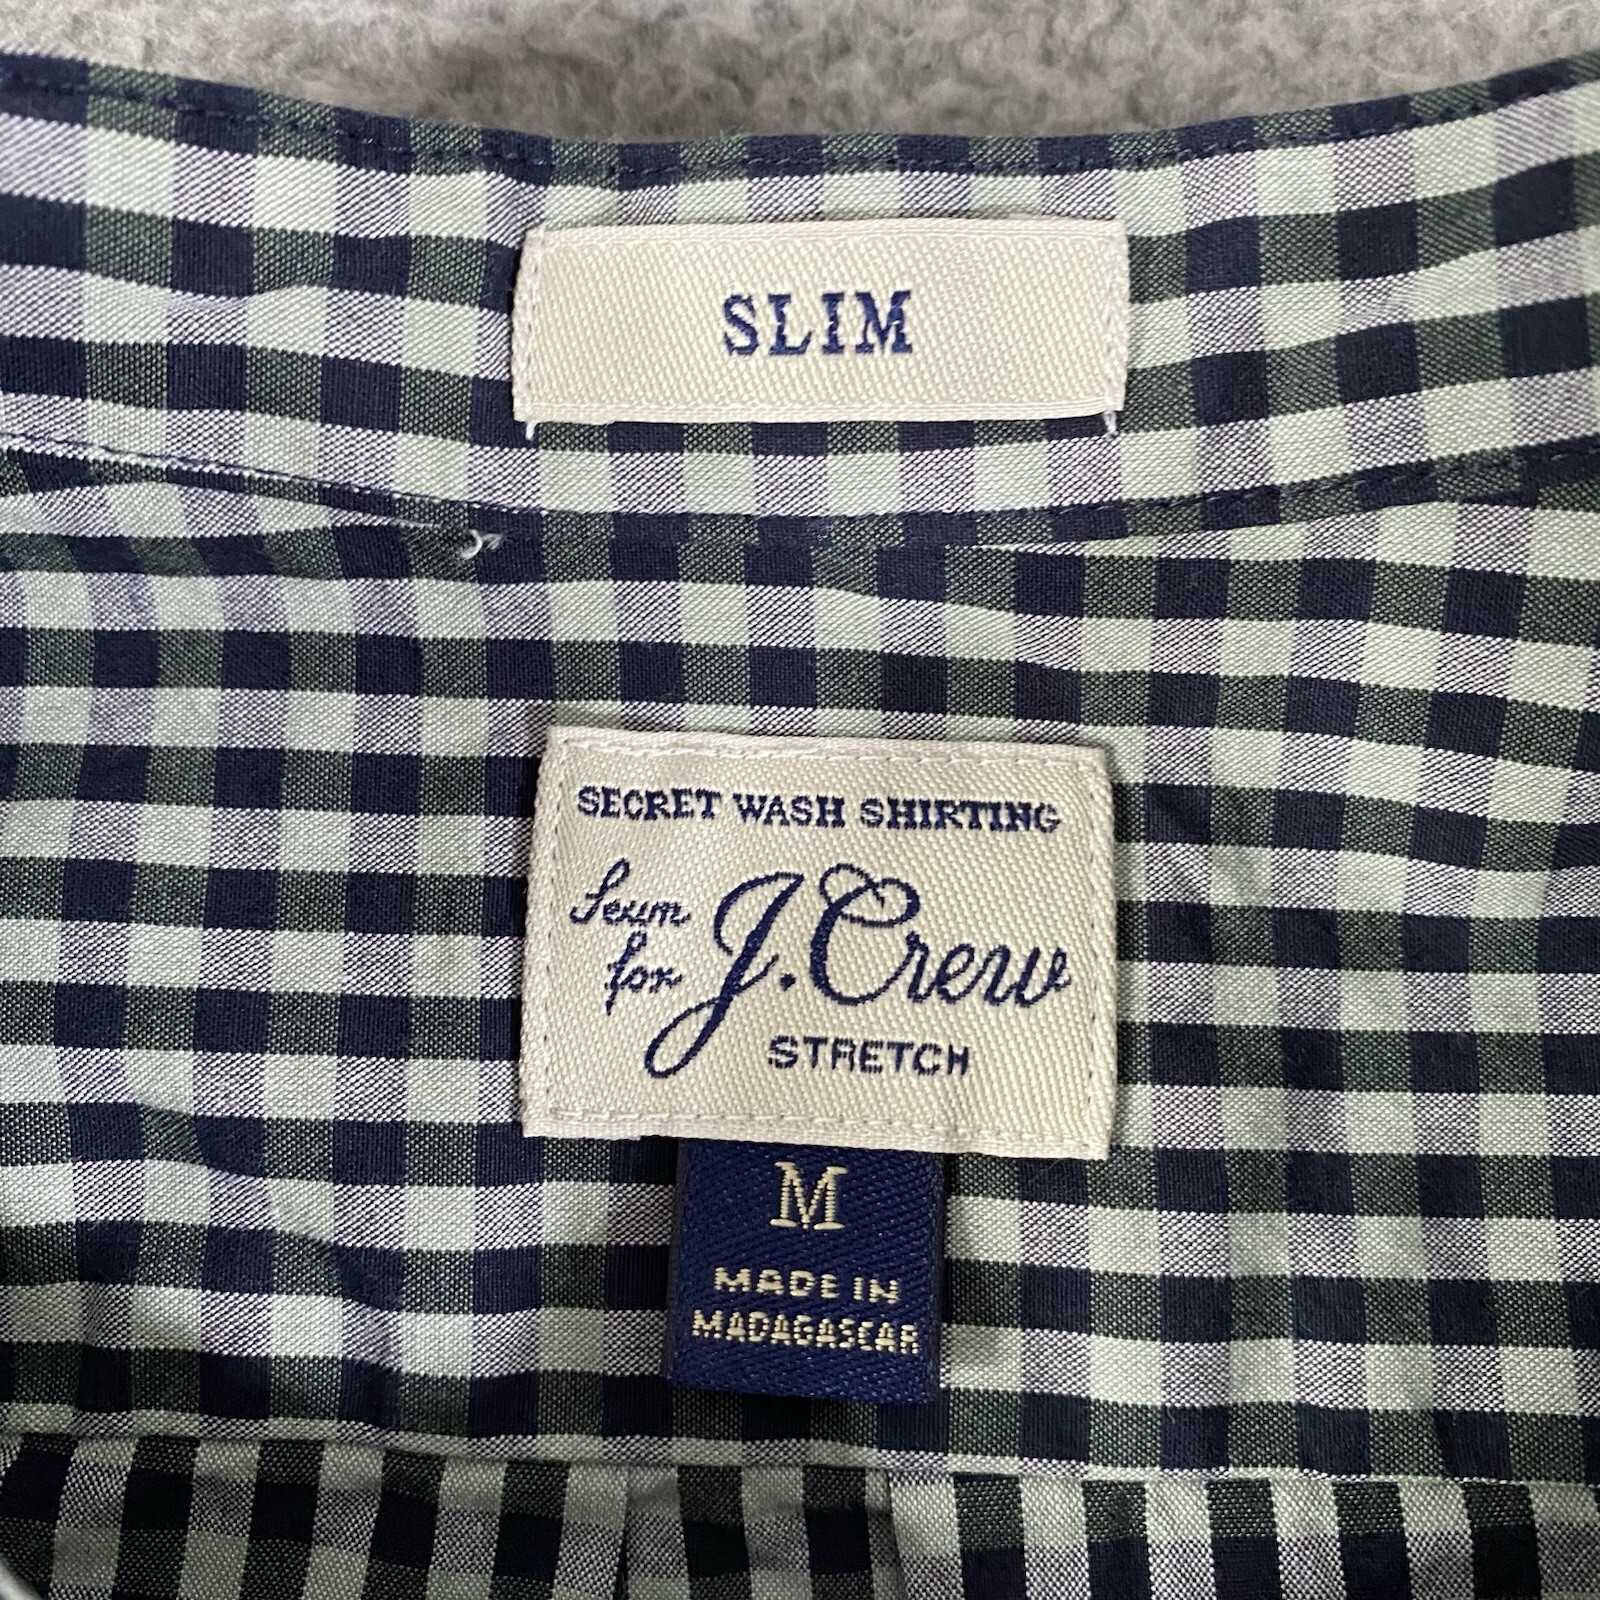 SLIM
SECRET WASH SHIRTING
Sewn
for J.Crew
STRETCH
M
MADE IN
MADAGASCAR